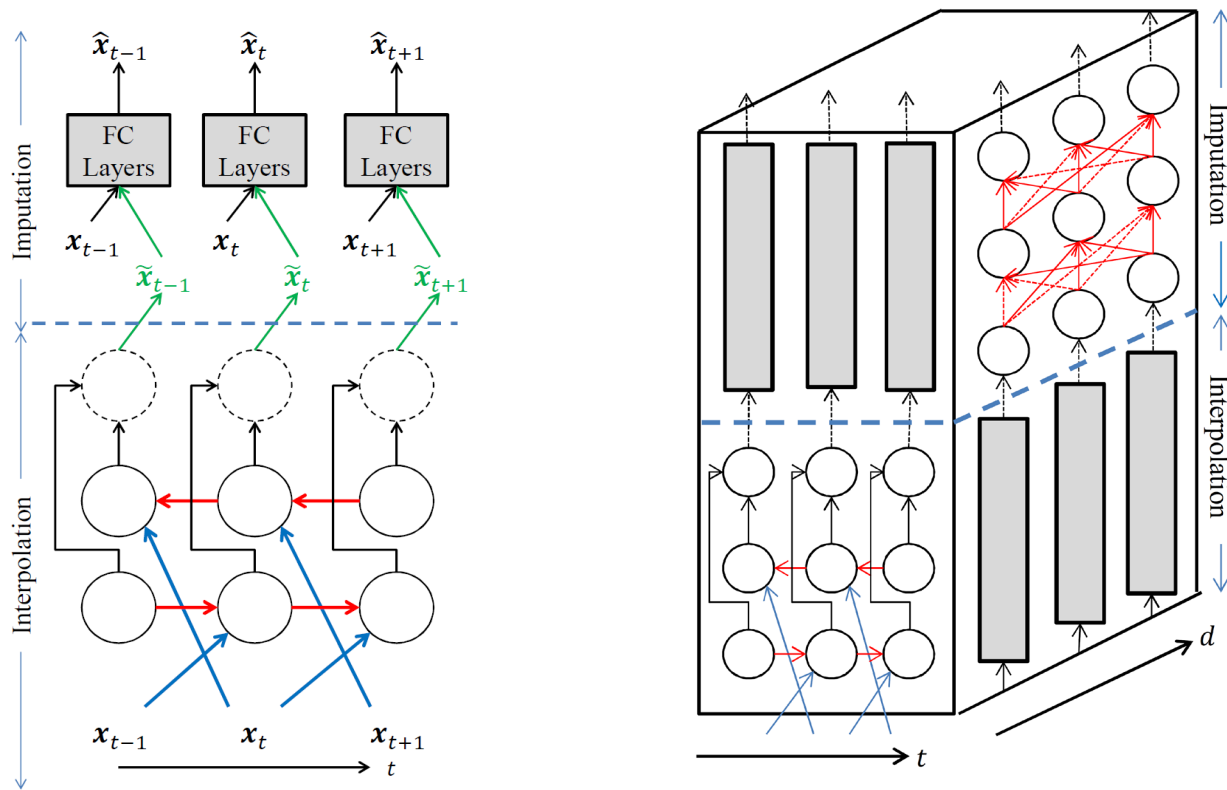 x̂ₜ₋₁ x̂ₜ x̂ₜ₊₁
FC Layers
FC Layers
FC Layers
xₜ₋₁ xₜ xₜ₊₁
x̃ₜ₋₁ x̃ₜ x̃ₜ₊₁
Imputation
Interpolation
xₜ₋₁ xₜ xₜ₊₁
t
Imputation
Interpolation
d
t